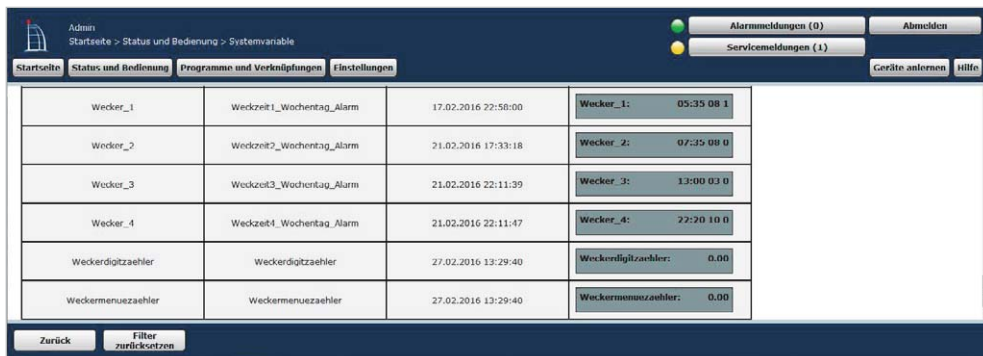 Admin
Startseite > Status und Bedienung > Systemvariable
Alarmmeldungen (0)
Abmelden
Servicemeldungen (1)
Startseite Status und Bedienung Programme und Verknüpfungen Einstellungen Geräte anlernen Hilfe
Wecker_1 Weckzeit1_Wochentag_Alarm 17.02.2016 22:58:00 Wecker_1: 05:35 08 1
Wecker_2 Weckzeit2_Wochentag_Alarm 21.02.2016 17:33:18 Wecker_2: 07:35 08 0
Wecker_3 Weckzeit3_Wochentag_Alarm 21.02.2016 22:11:39 Wecker_3: 13:00 03 0
Wecker_4 Weckzeit4_Wochentag_Alarm 21.02.2016 22:11:47 Wecker_4: 22:20 10 0
Weckerdigitzaehler Weckerdigitzaehler 27.02.2016 13:29:40 Weckerdigitzaehler: 0.00
Weckermenuezaehler Weckermenuezaehler 27.02.2016 13:29:40 Weckermenuezaehler: 0.00
Zurück
Filter
zurücksetzen